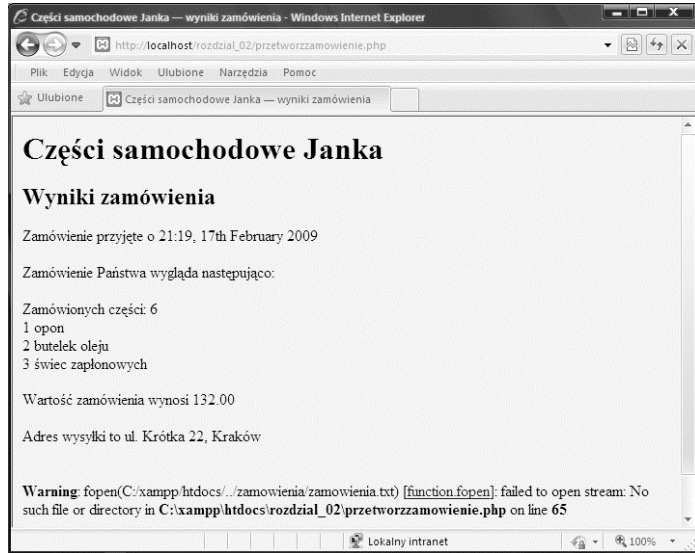 Części samochodowe Janka — wyniki zamówienia - Windows Internet Explorer
http://localhost/rozdzial_02/przetworzzamowienie.php
Plik Edycja Widok Ulubione Narzędzia Pomoc
Ulubione Części samochodowe Janka — wyniki zamówienia
Części samochodowe Janka
Wyniki zamówienia
Zamówienie przyjęte o 21:19, 17th February 2009
Zamówienie Państwa wygląda następująco:
Zamówionych części: 6
1 opon
2 butelek oleju
3 świec zapłonowych
Wartość zamówienia wynosi 132.00
Adres wysyłki to ul. Krótka 22, Kraków
Warning: fopen(C:/xampp/htdocs/../zamowienia/zamowienia.txt) [function.fopen]: failed to open stream: No
such file or directory in C:\xampp\htdocs\rozdzial_02\przetworzzamowienie.php on line 65
Lokalny intranet 100%